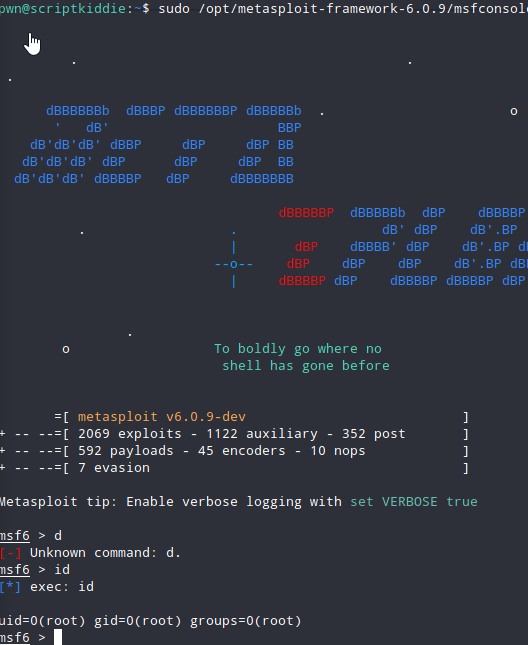 pwn@scriptkiddie:~$ sudo /opt/metasploit-framework-6.0.9/msfconsol
dBBBBBBb  dBBBP dBBBBBBP dBBBBBb  .                       o
'   dB'                     BBP
dB'dB'dB' dBBP     dBP     dBP BB
dB'dB'dB' dBP      dBP     dBP  BB
dB'dB'dB' dBBBBP   dBP     dBBBBBBB
dBBBBBP  dBBBBBb  dBP    dBBBBP
.                  .                  dB' dBP    dB'.BP
|       dBP    dBBBB' dBP    dB'.BP d
--o--    dBP    dBP    dBP    dB'.BP dB
|     dBBBBP dBP    dBBBBP dBBBBP dB
.
o                  To boldly go where no
shell has gone before
=[ metasploit v6.0.9-dev                          ]
+ -- --=[ 2069 exploits - 1122 auxiliary - 352 post       ]
+ -- --=[ 592 payloads - 45 encoders - 10 nops            ]
+ -- --=[ 7 evasion                                       ]
Metasploit tip: Enable verbose logging with set VERBOSE true
msf6 > d
[-] Unknown command: d.
msf6 > id
[*] exec: id
uid=0(root) gid=0(root) groups=0(root)
msf6 >